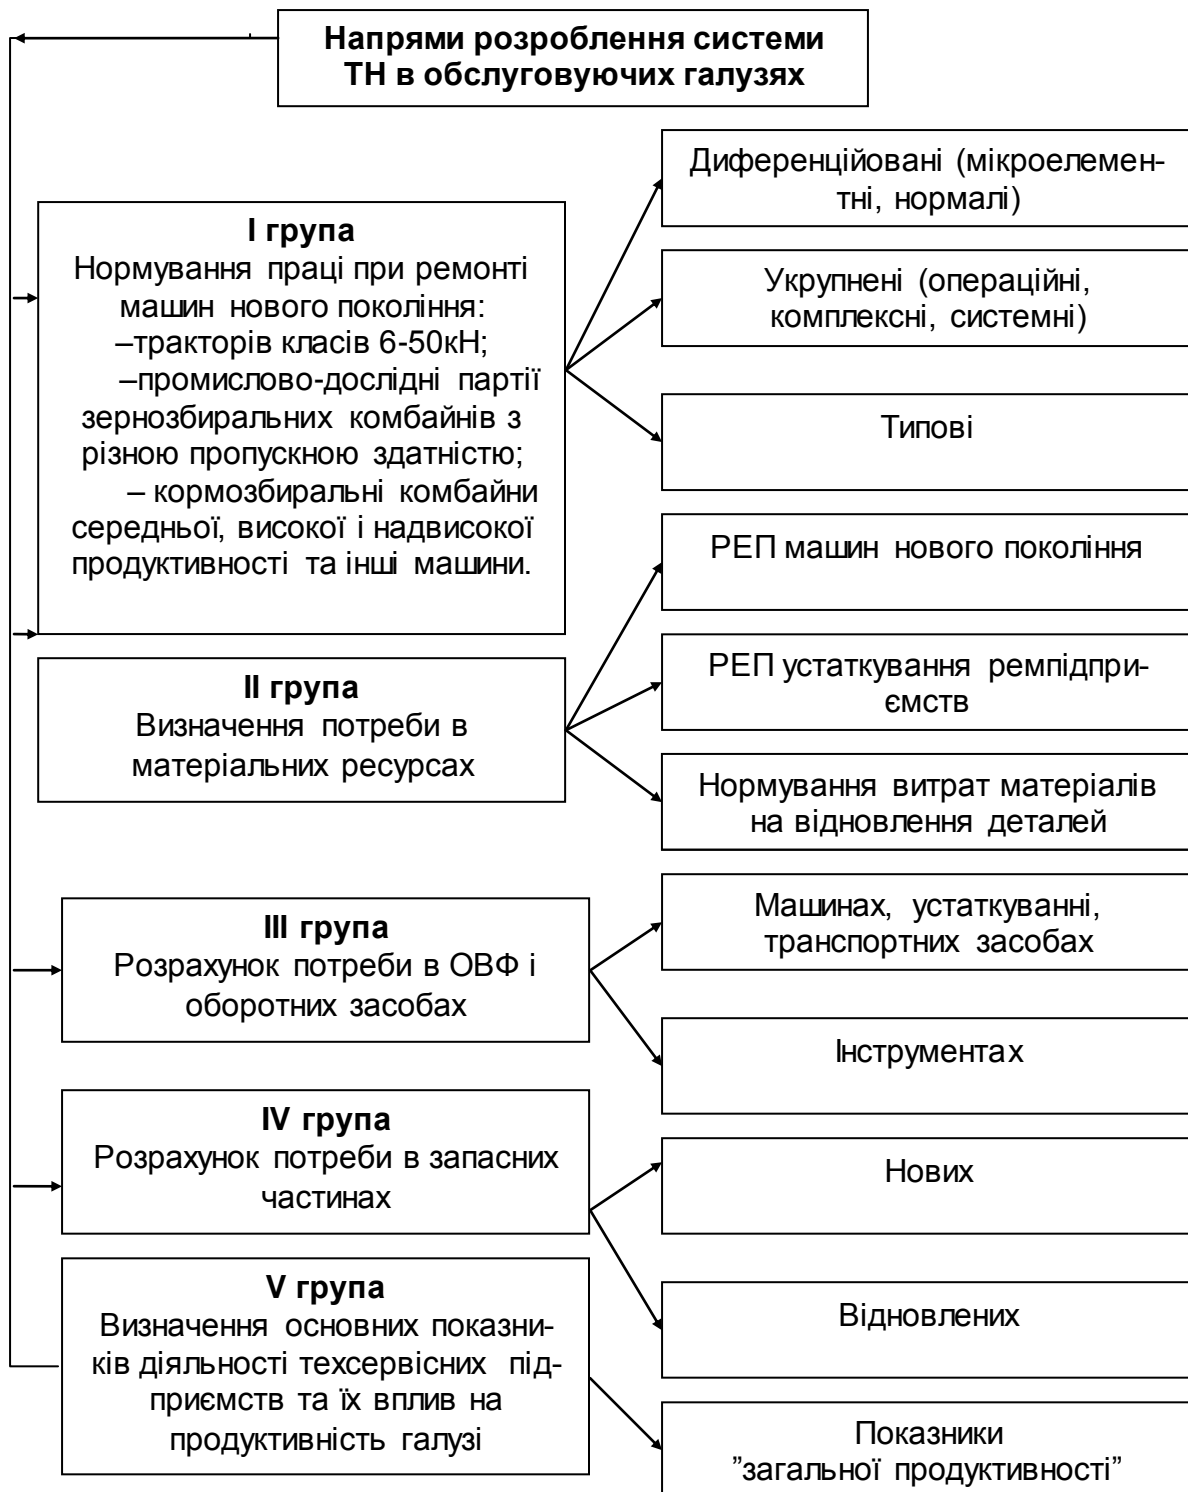 Напрями розроблення системи
ТН в обслуговуючих галузях
Диференційовані (мікроелемен-
тні, нормалі)
І група
Нормування праці при ремонті
машин нового покоління:
–тракторів класів 6-50кН;
–промислово-дослідні партії
зернозбиральних комбайнів з
різною пропускною здатністю;
– кормозбиральні комбайни
середньої, високої і надвисокої
продуктивності та інші машини.
Укрупнені (операційні,
комплексні, системні)
Типові
ІІ група
Визначення потреби в
матеріальних ресурсах
РЕП машин нового покоління
РЕП устаткування ремпідпри-
ємств
Нормування витрат матеріалів
на відновлення деталей
ІІІ група
Розрахунок потреби в ОВФ і
оборотних засобах
Машинах, устаткуванні,
транспортних засобах
Інструментах
IV група
Розрахунок потреби в запасних
частинах
Нових
Відновлених
V група
Визначення основних показни-
ків діяльності техсервісних під-
приємств та їх вплив на
продуктивність галузі
Показники
”загальної продуктивності”